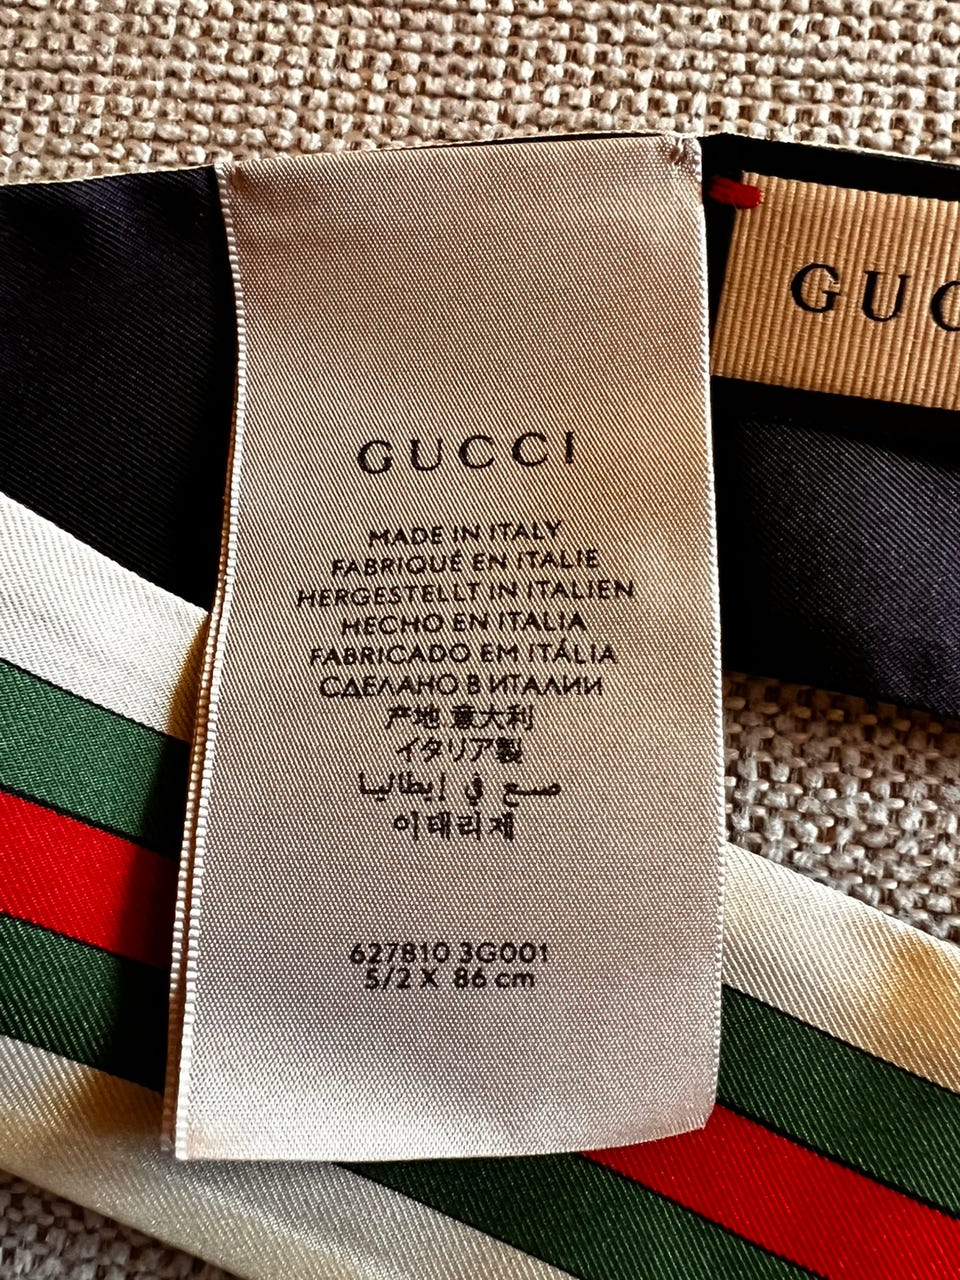 GUCC
GUCCI
MADE IN ITALY
FABRIQUÉ EN ITALIE
HERGESTELLT IN ITALIEN
HECHO EN ITALIA
FABRICADO EM ITÁLIA
СДЕЛАНО В ИТАЛИИ
产地.意大利
イタリア製
صنع في إيطاليا
이태리제
627810 3G001
5/2 X 86 cm